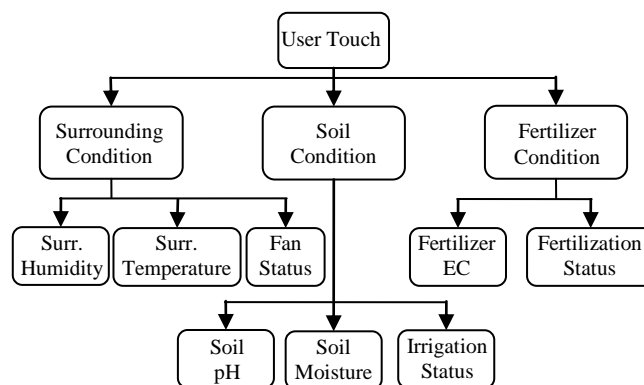 User Touch
Surrounding
Condition
Soil
Condition
Fertilizer
Condition
Surr.
Humidity
Surr.
Temperature
Fan
Status
Fertilizer
EC
Fertilization
Status
Soil
pH
Soil
Moisture
Irrigation
Status